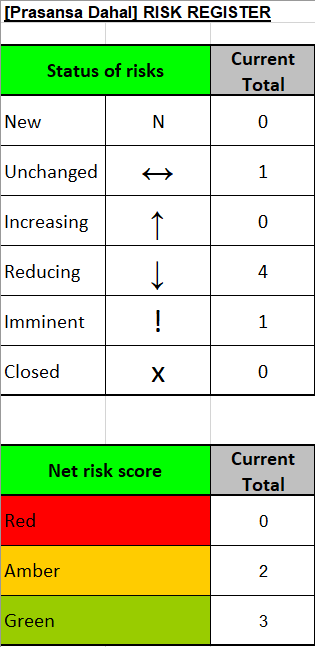 [Prasansa Dahal] RISK REGISTER
Status of risks Current Total
New N 0
Unchanged ↔ 1
Increasing ↑ 0
Reducing ↓ 4
Imminent ! 1
Closed x 0
Net risk score Current Total
Red 0
Amber 2
Green 3